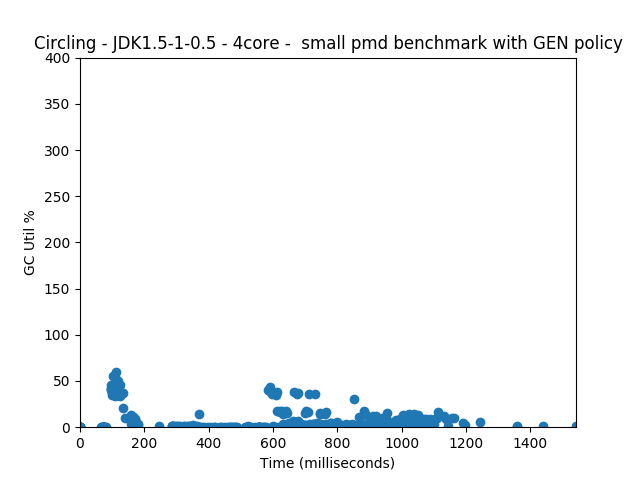 Circling - JDK1.5-1-0.5 - 4core -  small pmd benchmark with GEN policy
400
350
300
250
200
150
100
50
0
GC Util %
0 200 400 600 800 1000 1200 1400
Time (milliseconds)